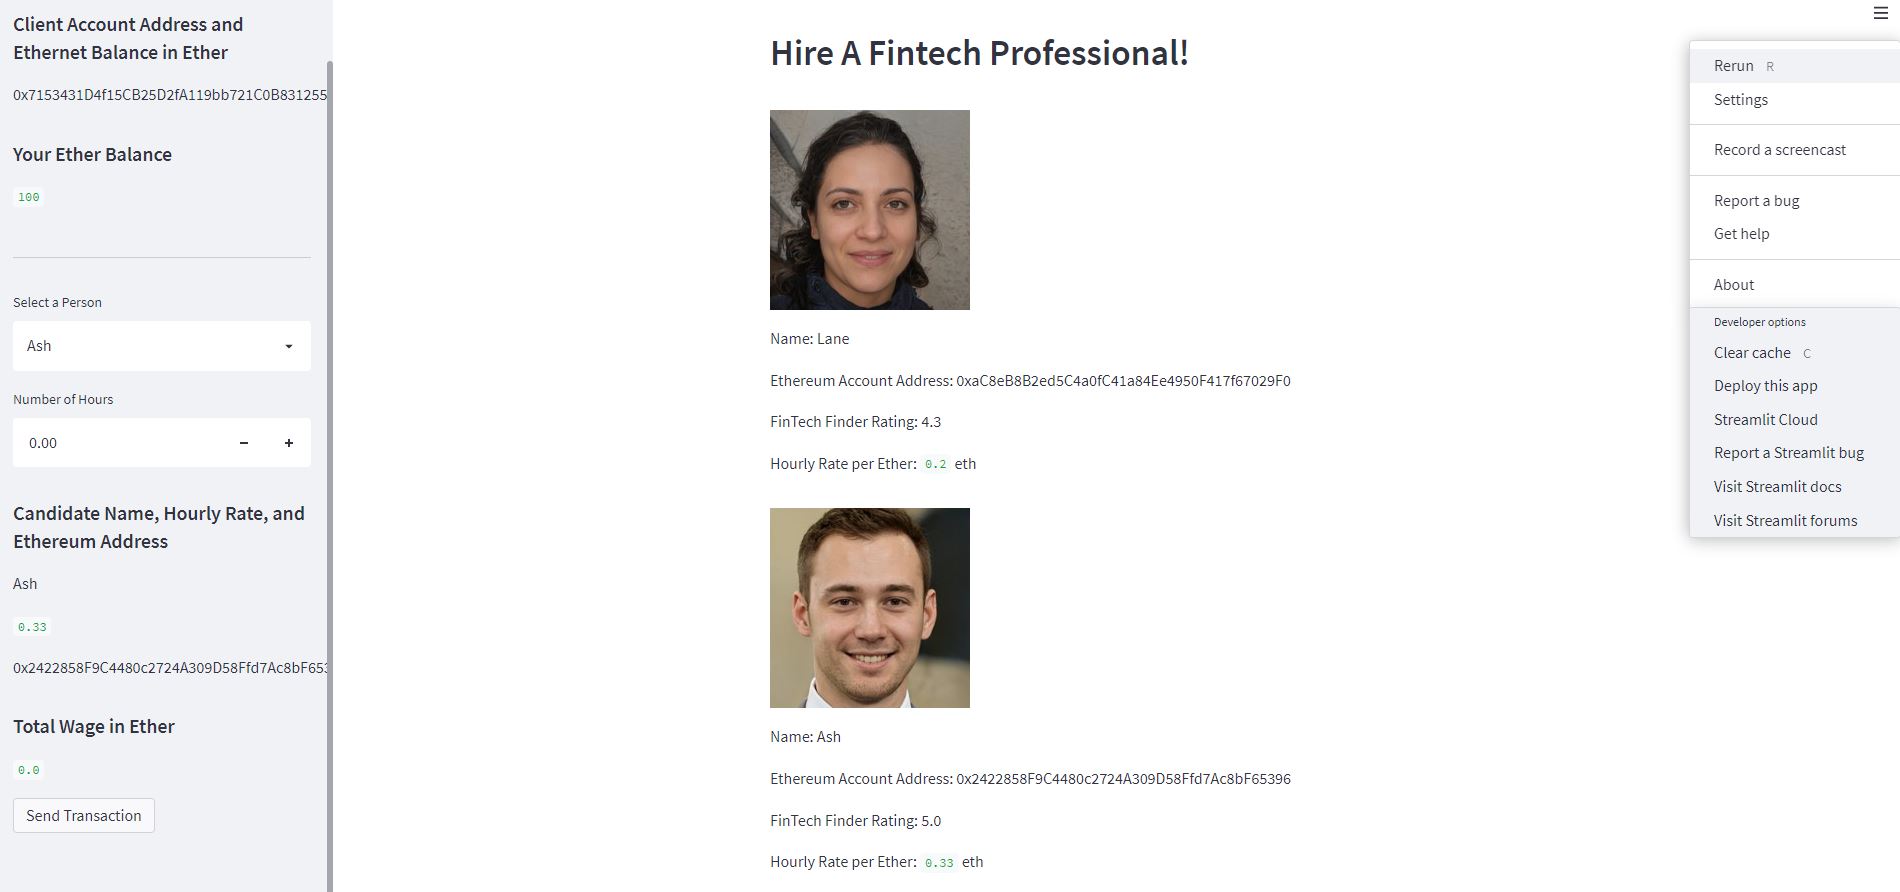 Client Account Address and
Ethernet Balance in Ether
0x7153431D4f15CB25D2fA119bb721C0B831255
Your Ether Balance
100
Select a Person
Ash
Number of Hours
0.00
Candidate Name, Hourly Rate, and
Ethereum Address
Ash
0.33
0x2422858F9C4480c2724A309D58Ffd7Ac8bF653
Total Wage in Ether
0.0
Send Transaction
Hire A Fintech Professional!
Name: Lane
Ethereum Account Address: 0xaC8eB8B2ed5C4a0fC41a84Ee4950F417f67029F0
FinTech Finder Rating: 4.3
Hourly Rate per Ether: 0.2 eth
Name: Ash
Ethereum Account Address: 0x2422858F9C4480c2724A309D58Ffd7Ac8bF65396
FinTech Finder Rating: 5.0
Hourly Rate per Ether: 0.33 eth
Rerun R
Settings
Record a screencast
Report a bug
Get help
About
Developer options
Clear cache C
Deploy this app
Streamlit Cloud
Report a Streamlit bug
Visit Streamlit docs
Visit Streamlit forums